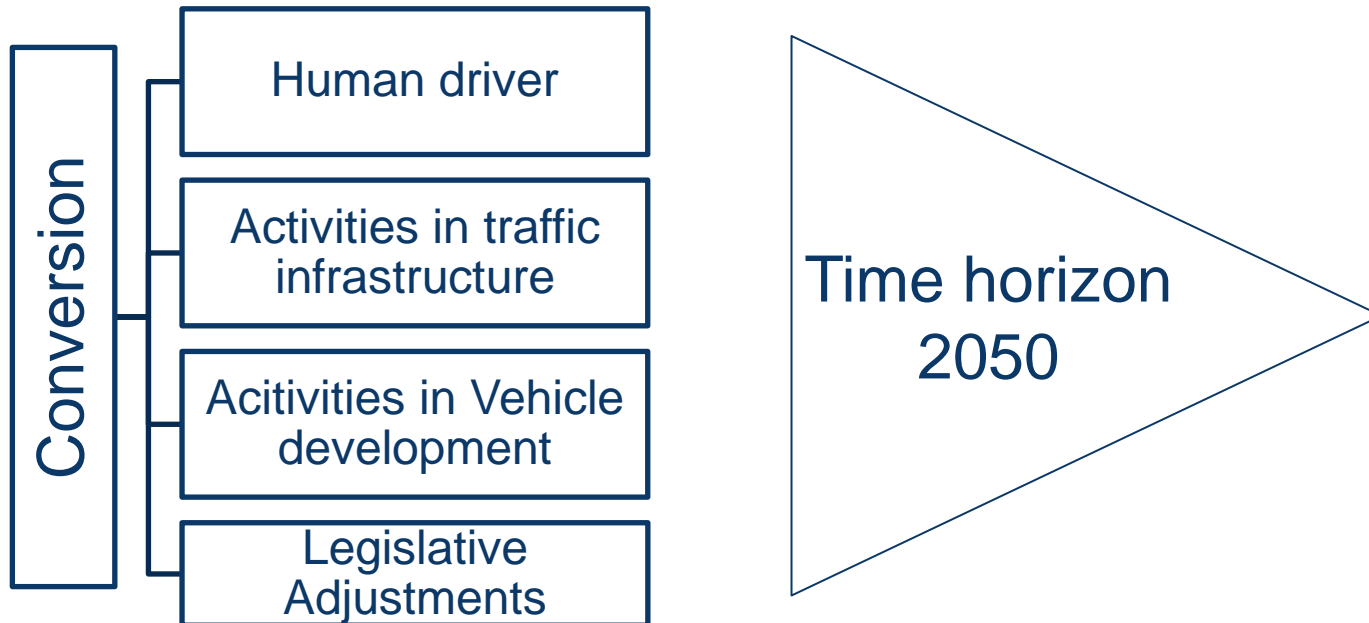 Conversion
Human driver
Activities in traffic
infrastructure
Acitivities in Vehicle
development
Legislative
Adjustments
Time horizon
2050